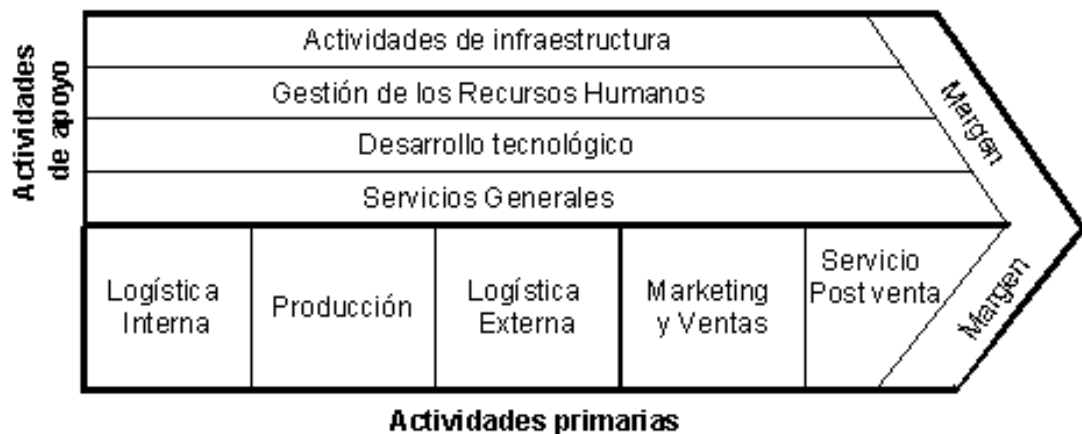 Actividades
de apoyo
Actividades de infraestructura
Gestión de los Recursos Humanos
Desarrollo tecnológico
Servicios Generales
Margen
Logística
Interna
Producción
Logística
Externa
Marketing
y Ventas
Servicio
Post venta
Margen
Actividades primarias